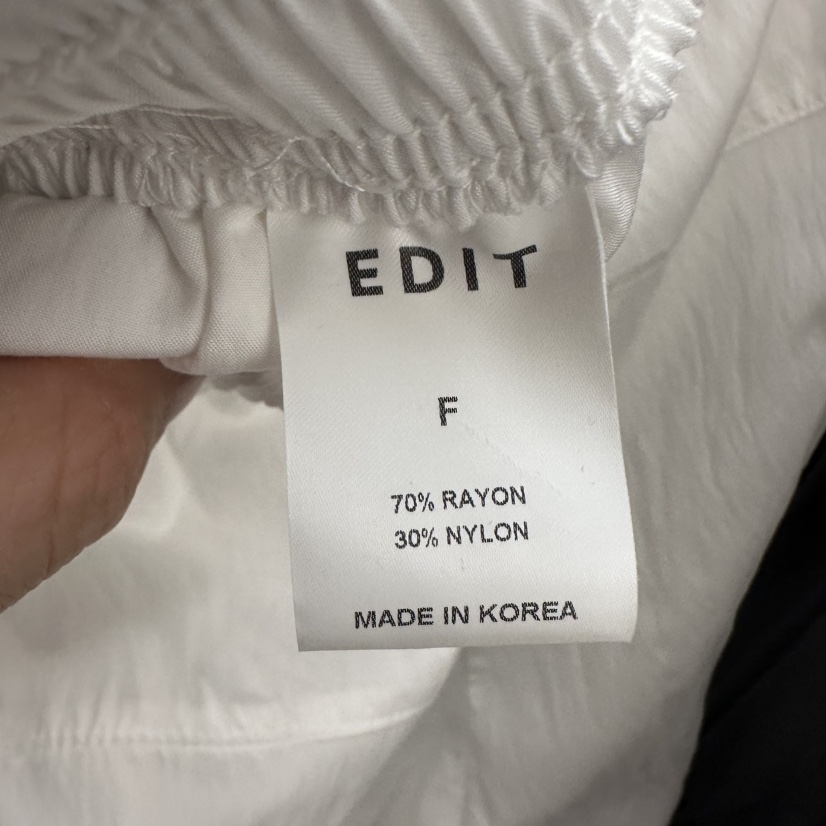 EDIT
F
70% RAYON
30% NYLON
MADE IN KOREA